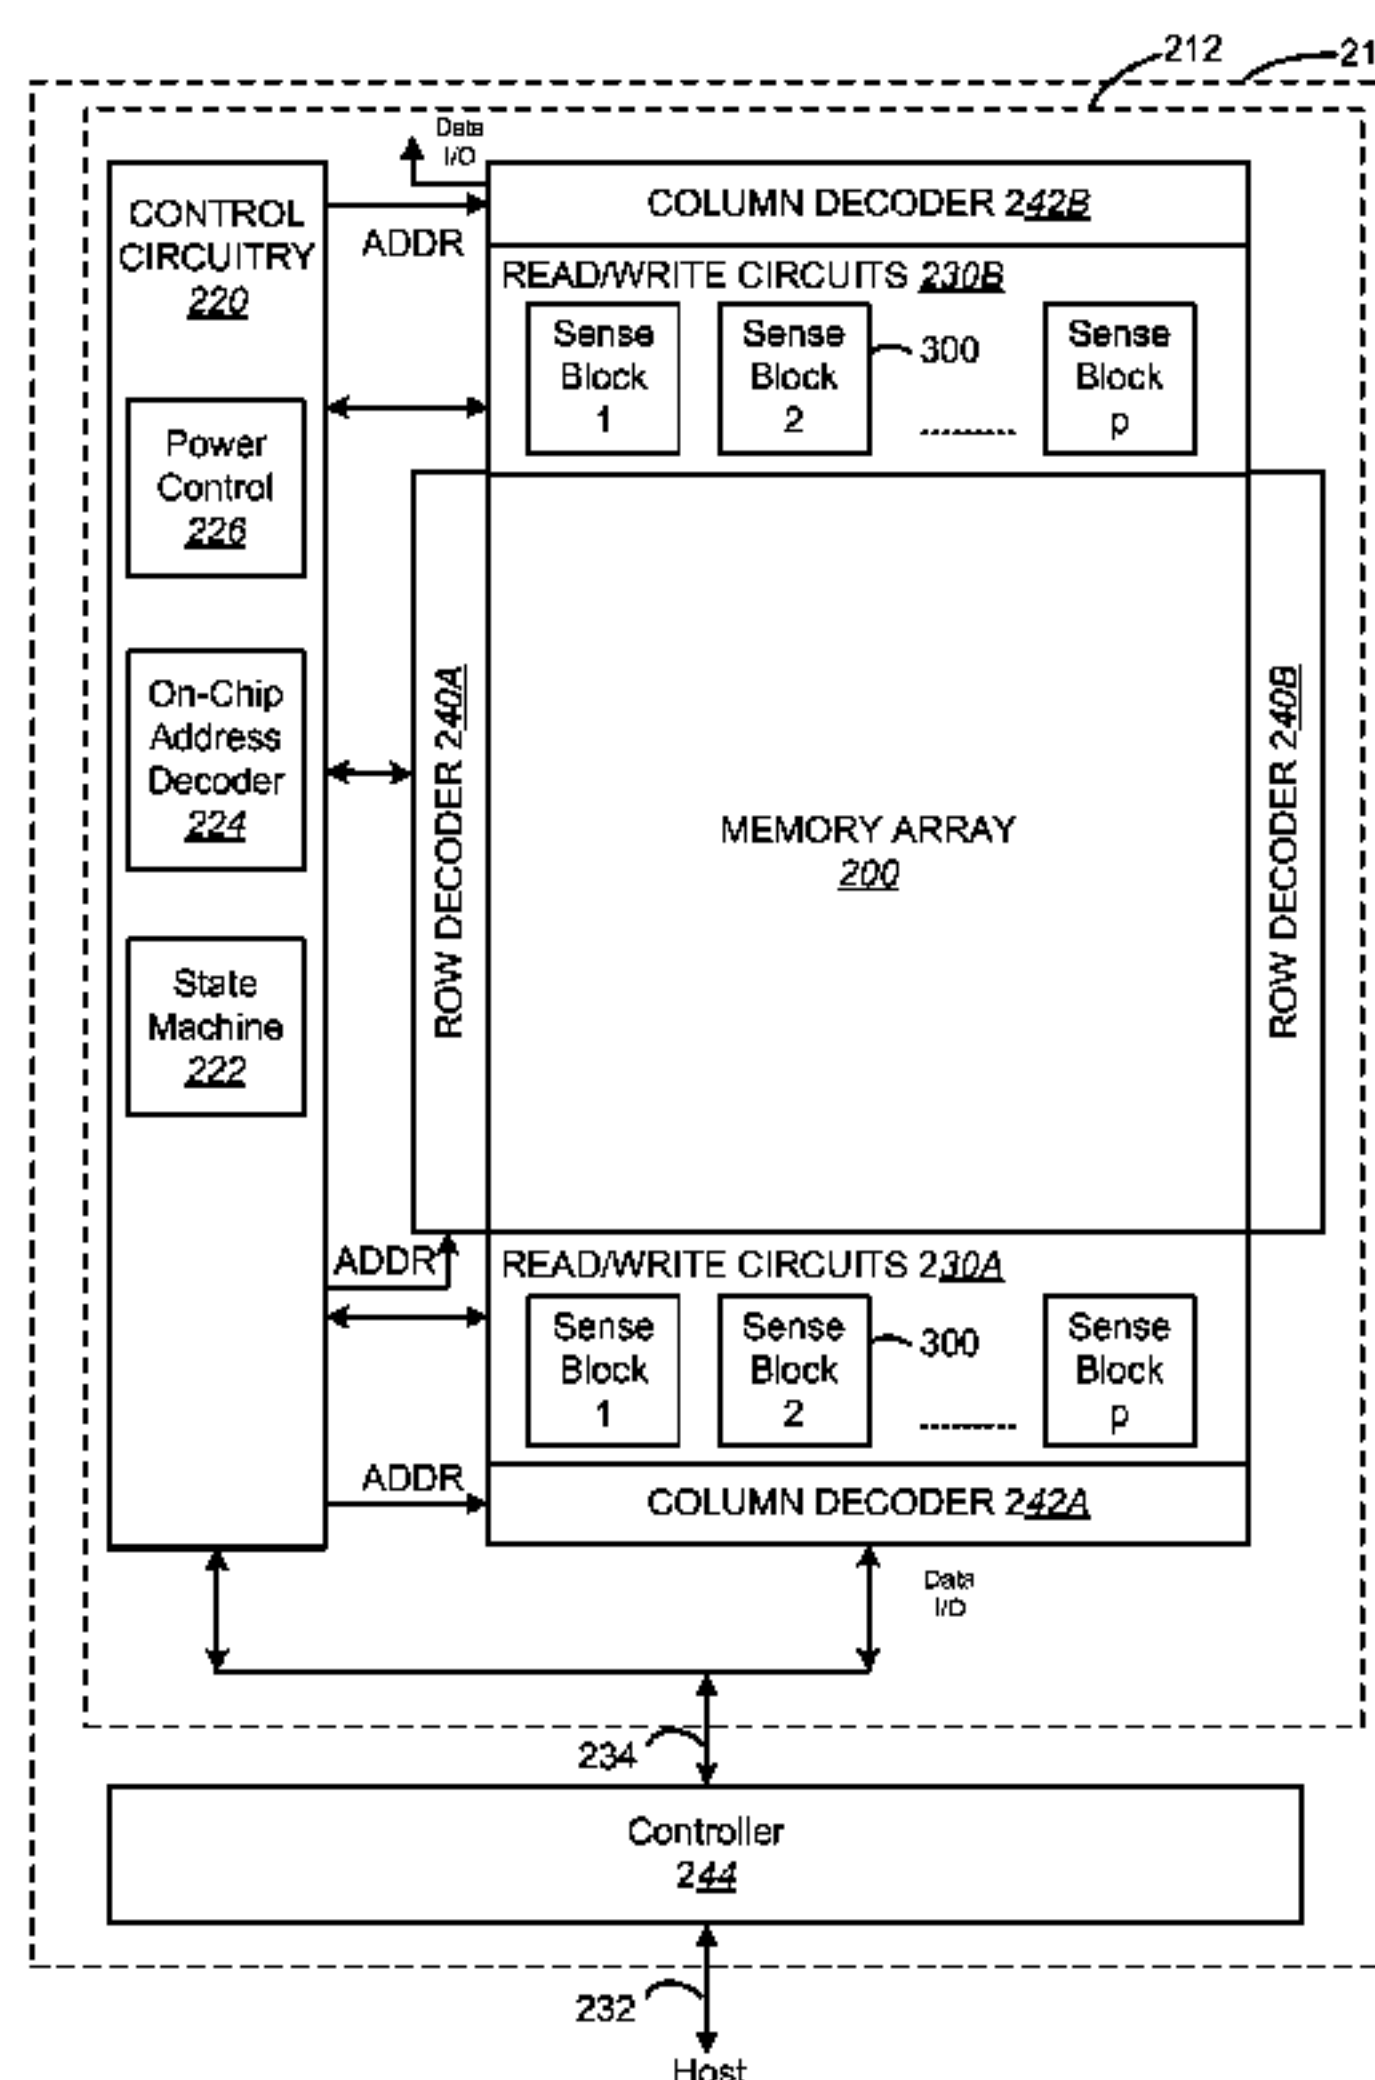 212
21
Data
I/O
CONTROL
CIRCUITRY
220
ADDR
COLUMN DECODER 242B
READ/WRITE CIRCUITS 230B
Sense
Block
1
Sense
Block
2
300
.........
Sense
Block
p
Power
Control
226
On-Chip
Address
Decoder
224
State
Machine
222
ROW DECODER 240A
MEMORY ARRAY
200
ROW DECODER 240B
ADDR
READ/WRITE CIRCUITS 230A
Sense
Block
1
Sense
Block
2
300
.........
Sense
Block
p
ADDR
COLUMN DECODER 242A
Data
I/O
234
Controller
244
232
Host